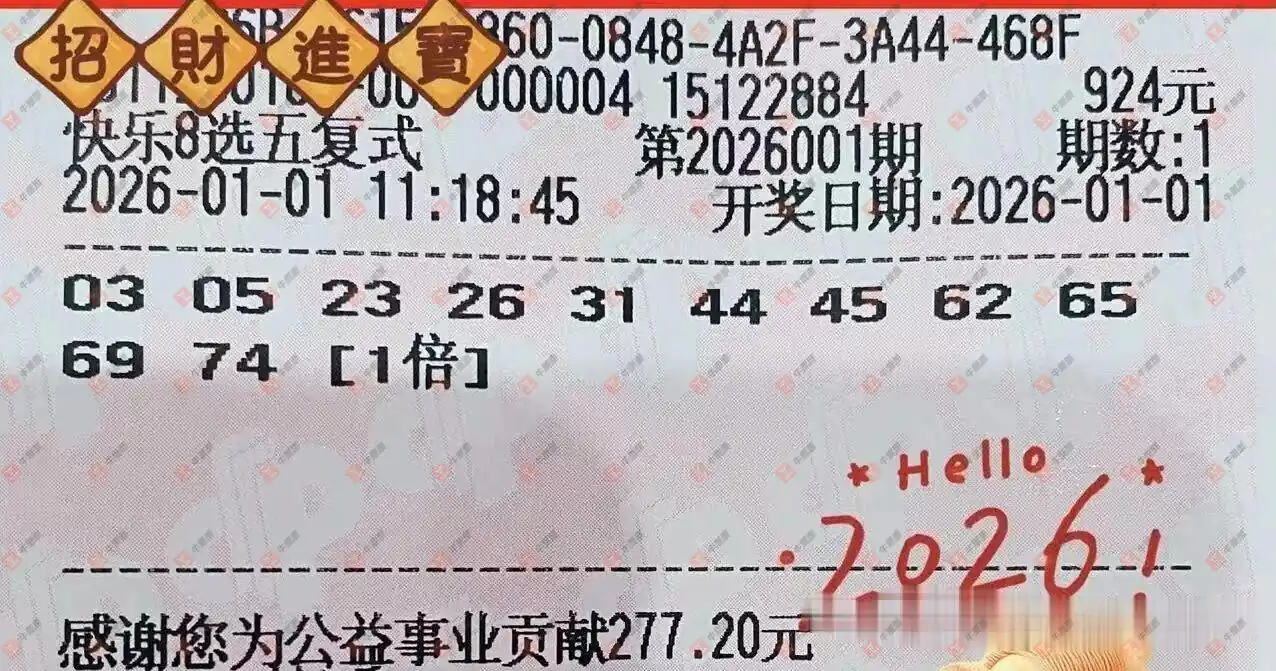 招財進寶
860-0848-4A2F-3A44-468F
000004 15122884 924元
快乐8选五复式 第2026001期 期数:1
2026-01-01 11:18:45 开奖日期:2026-01-01
03 05 23 26 31 44 45 62 65
69 74 [1倍]
* Hello *
2026!
感谢您为公益事业贡献277.20元